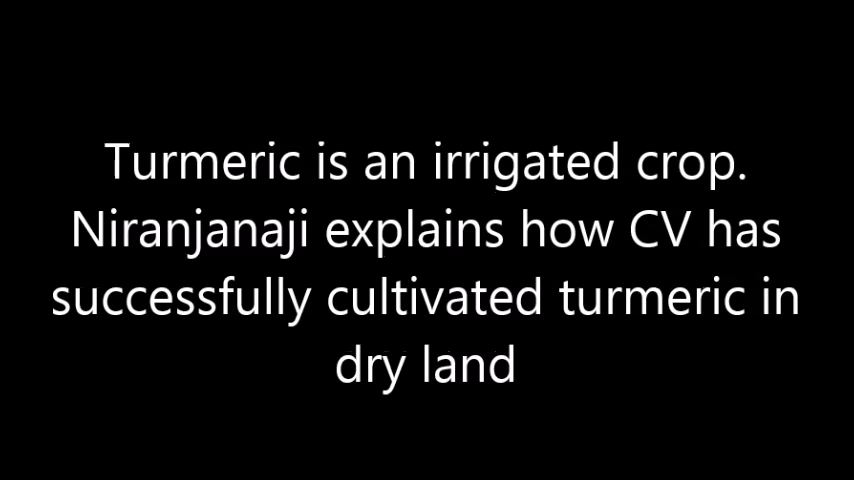 Turmeric is an irrigated crop.
Niranjanaji explains how CV has
successfully cultivated turmeric in
dry land